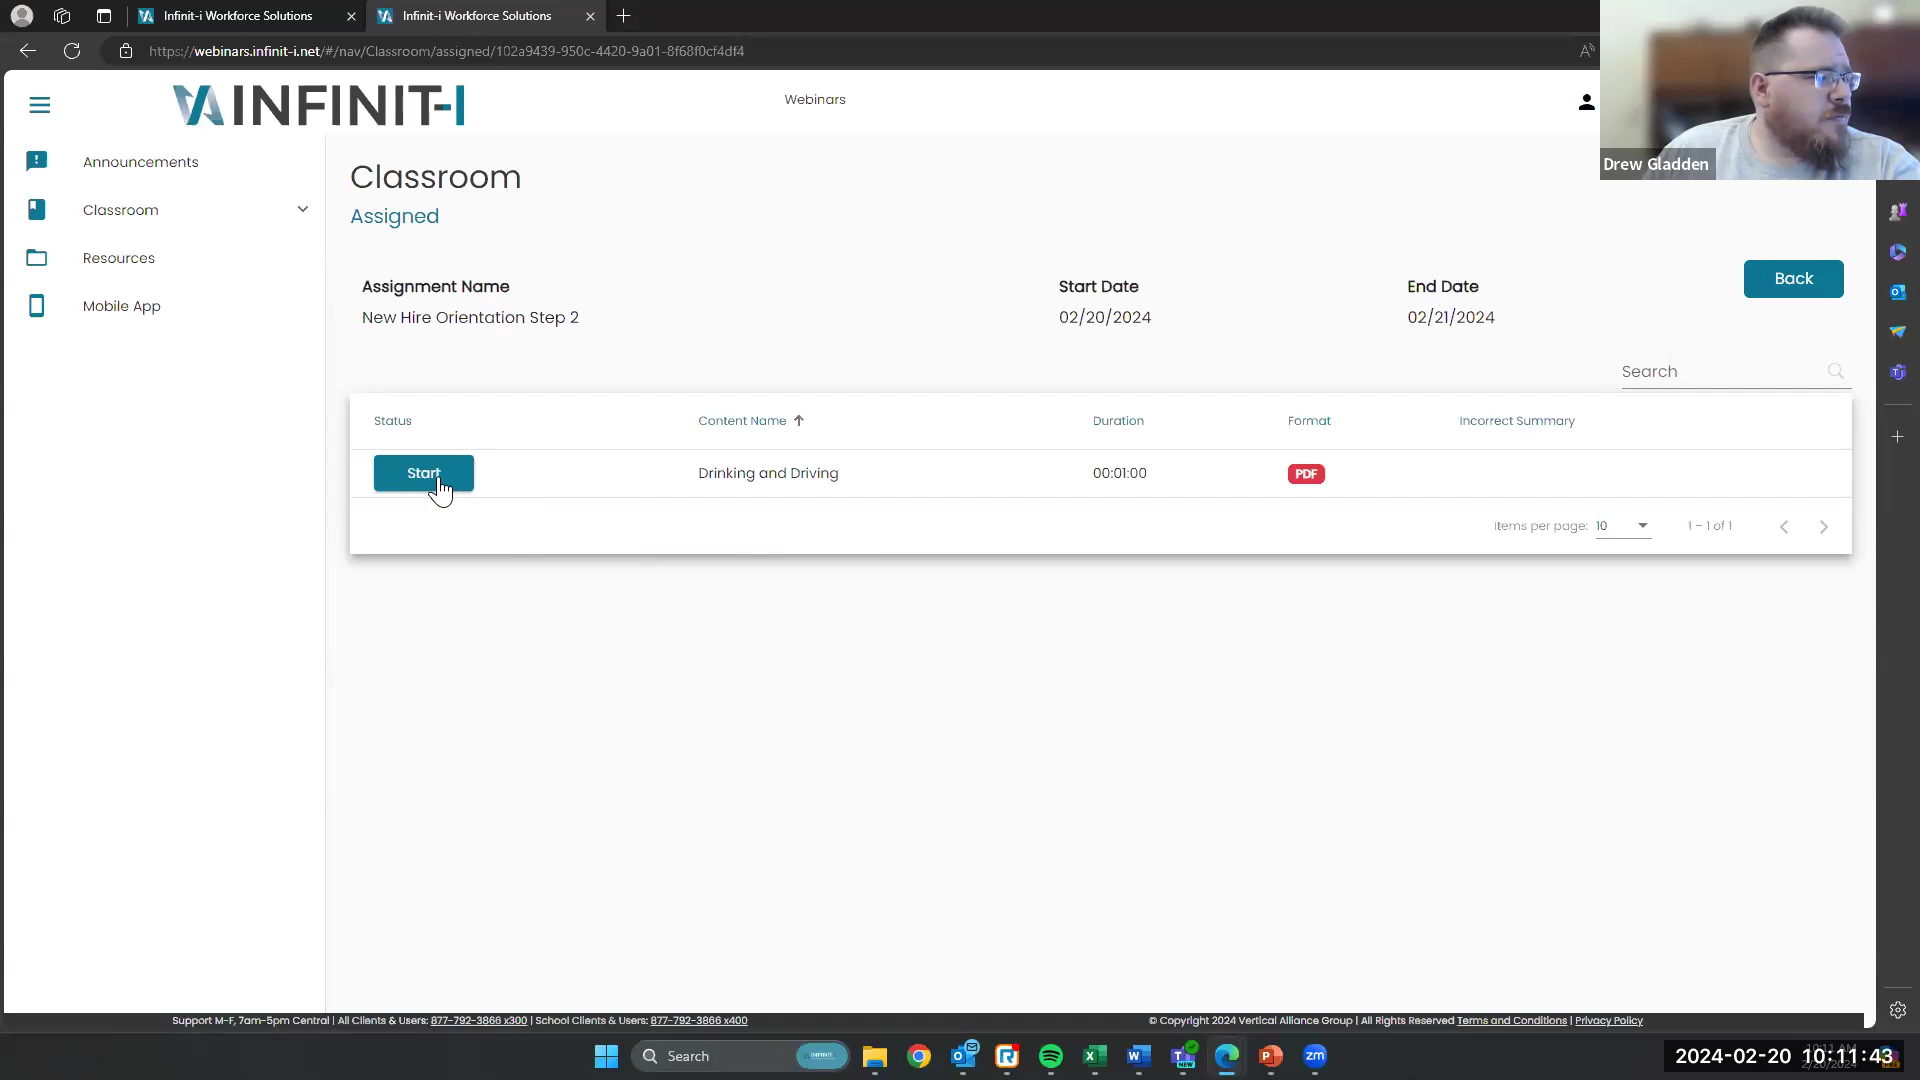 Infinit-i Workforce Solutions
Infinit-i Workforce Solutions
https://webinars.infinit-i.net/#/nav/Classroom/assigned/102a9439-950c-4420-9a01-8f68f0cf4df4
INFINIT-I
Webinars
Drew Gladden
Announcements
Classroom
Resources
Mobile App
Classroom
Assigned
Back
Assignment Name Start Date End Date
New Hire Orientation Step 2 02/20/2024 02/21/2024
Search
Status Content Name Duration Format Incorrect Summary
Start Drinking and Driving 00:01:00 PDF
Items per page: 10 1 – 1 of 1
Support M-F, 7am-5pm Central | All Clients & Users: 877-792-3866 x300 | School Clients & Users: 877-792-3866 x400
© Copyright 2024 Vertical Alliance Group | All Rights Reserved Terms and Conditions | Privacy Policy
Search
2024-02-20 10:11:43